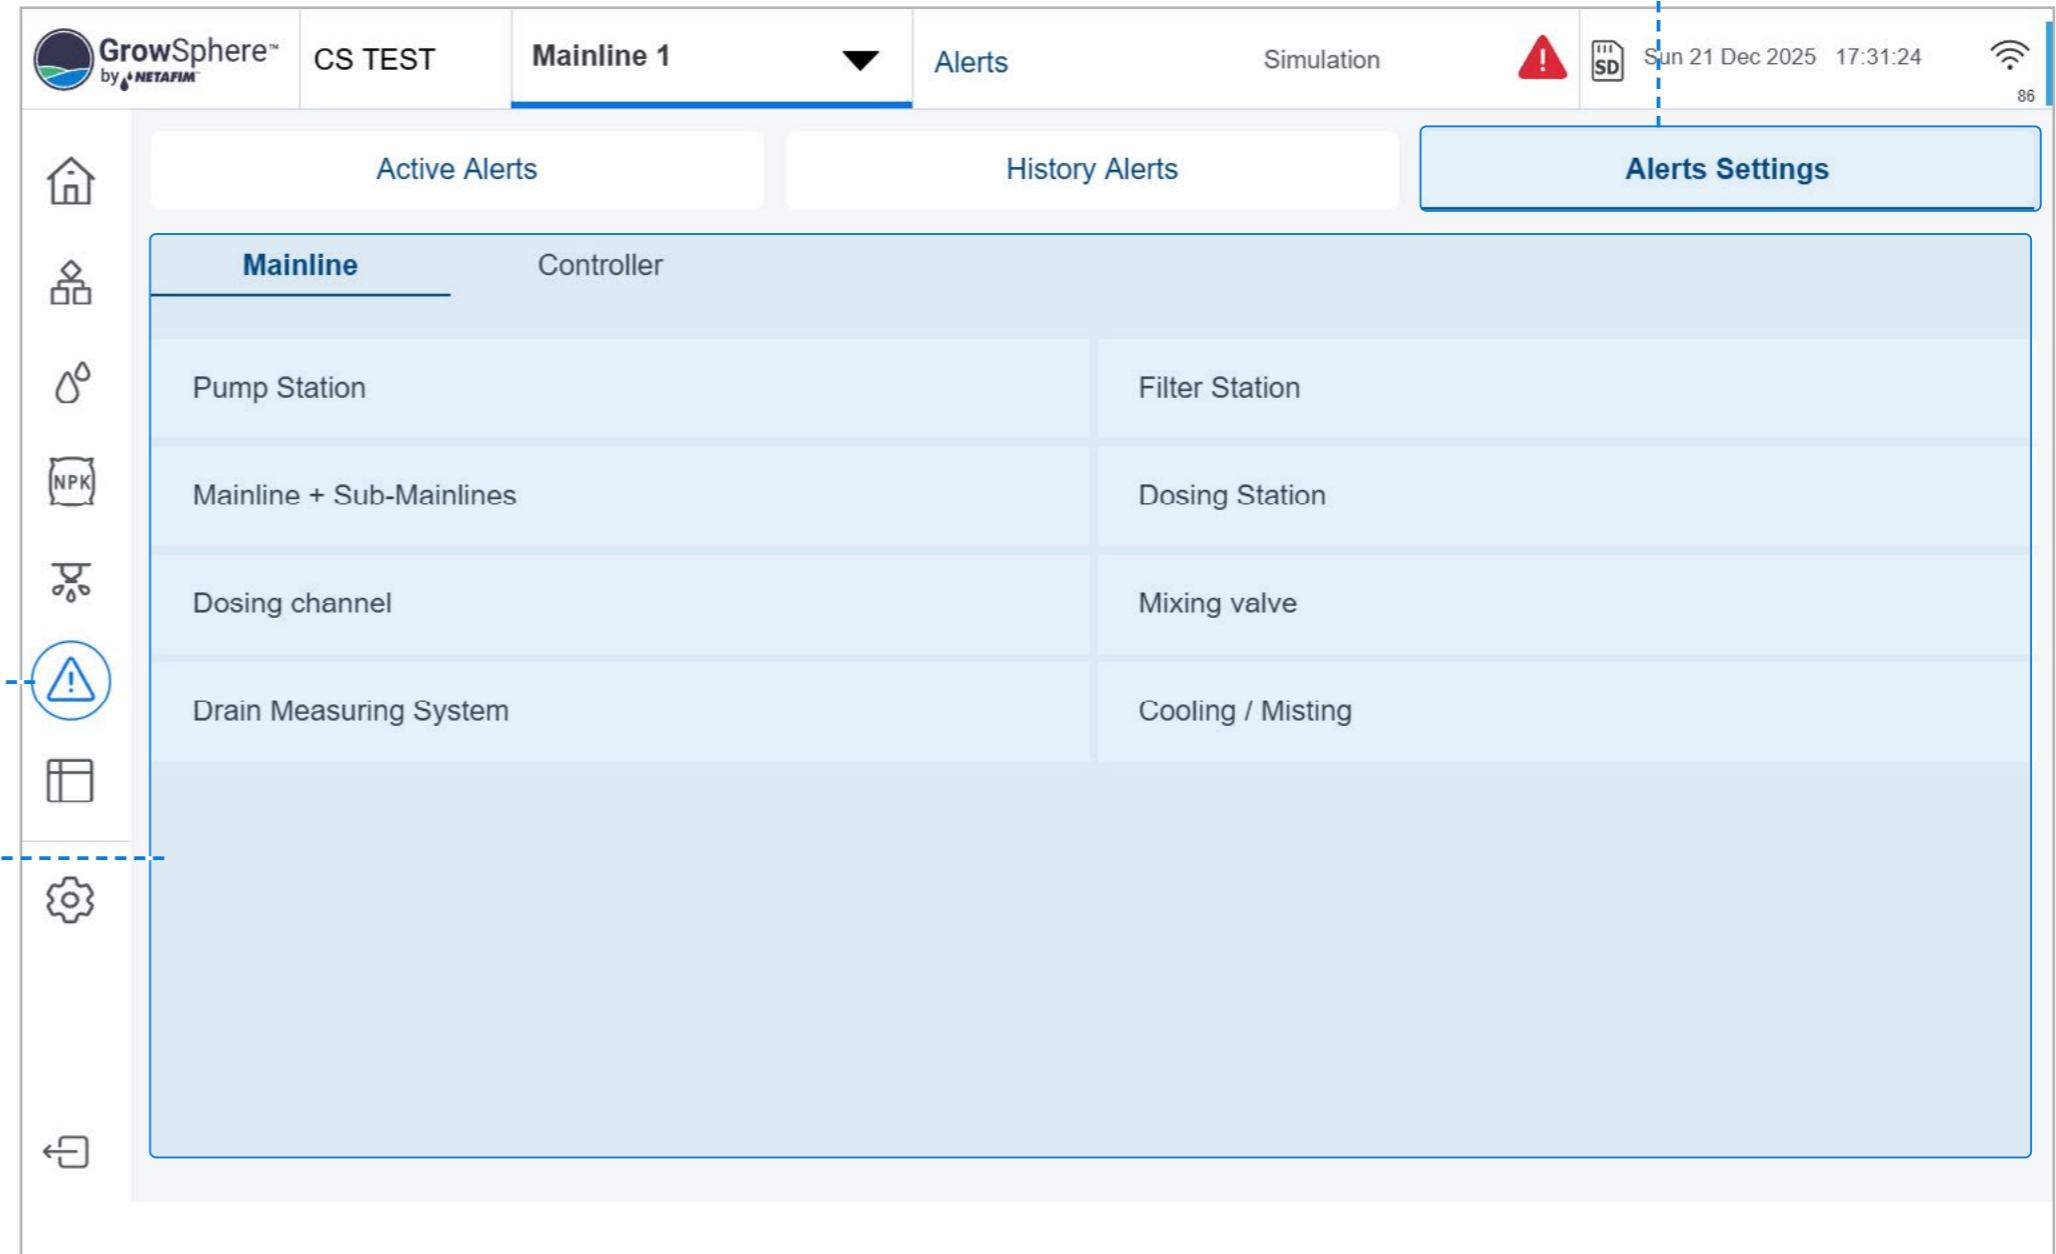 GrowSphere™
by NETAFIM™
CS TEST
Mainline 1
Alerts
Simulation
SD
Sun 21 Dec 2025 17:31:24
86
Active Alerts
History Alerts
Alerts Settings
Mainline
Controller
Pump Station
Filter Station
NPK
Mainline + Sub-Mainlines
Dosing Station
Dosing channel
Mixing valve
Drain Measuring System
Cooling / Misting